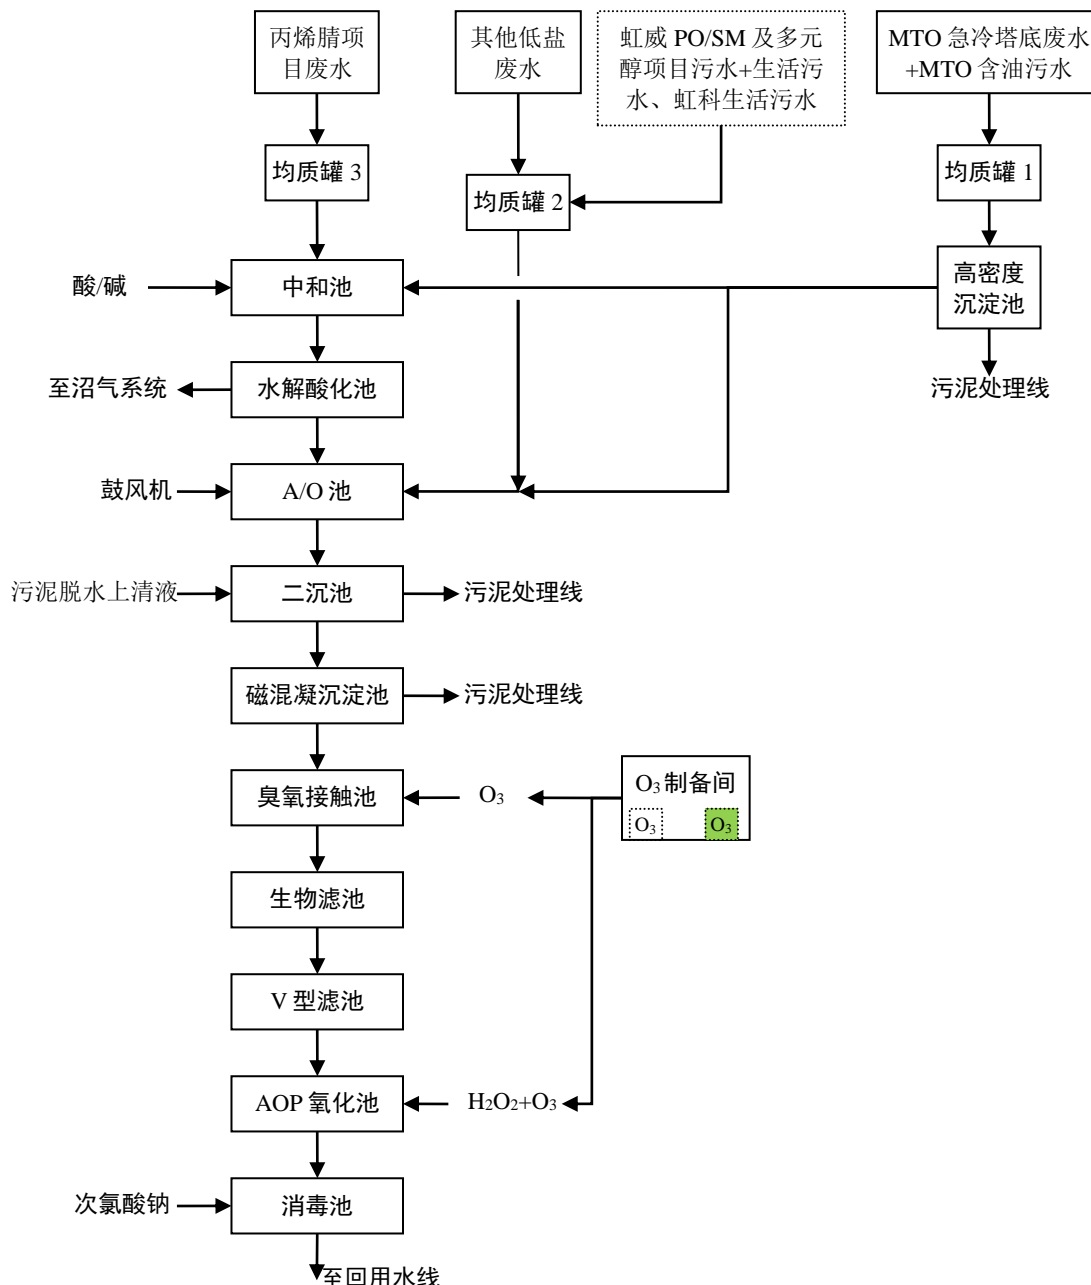 丙烯腈项
目废水
其他低盐
废水
虹威 PO/SM 及多元
醇项目污水+生活污
水、虹科生活污水
MTO 急冷塔底废水
+MTO 含油污水
均质罐 3
均质罐 2
均质罐 1
酸/碱
中和池
高密度
沉淀池
至沼气系统
水解酸化池
污泥处理线
鼓风机
A/O 池
污泥脱水上清液
二沉池
污泥处理线
磁混凝沉淀池
污泥处理线
臭氧接触池
O₃
O₃ 制备间
O₃
O₃
生物滤池
V 型滤池
AOP 氧化池
H₂O₂+O₃
次氯酸钠
消毒池
至回用水线